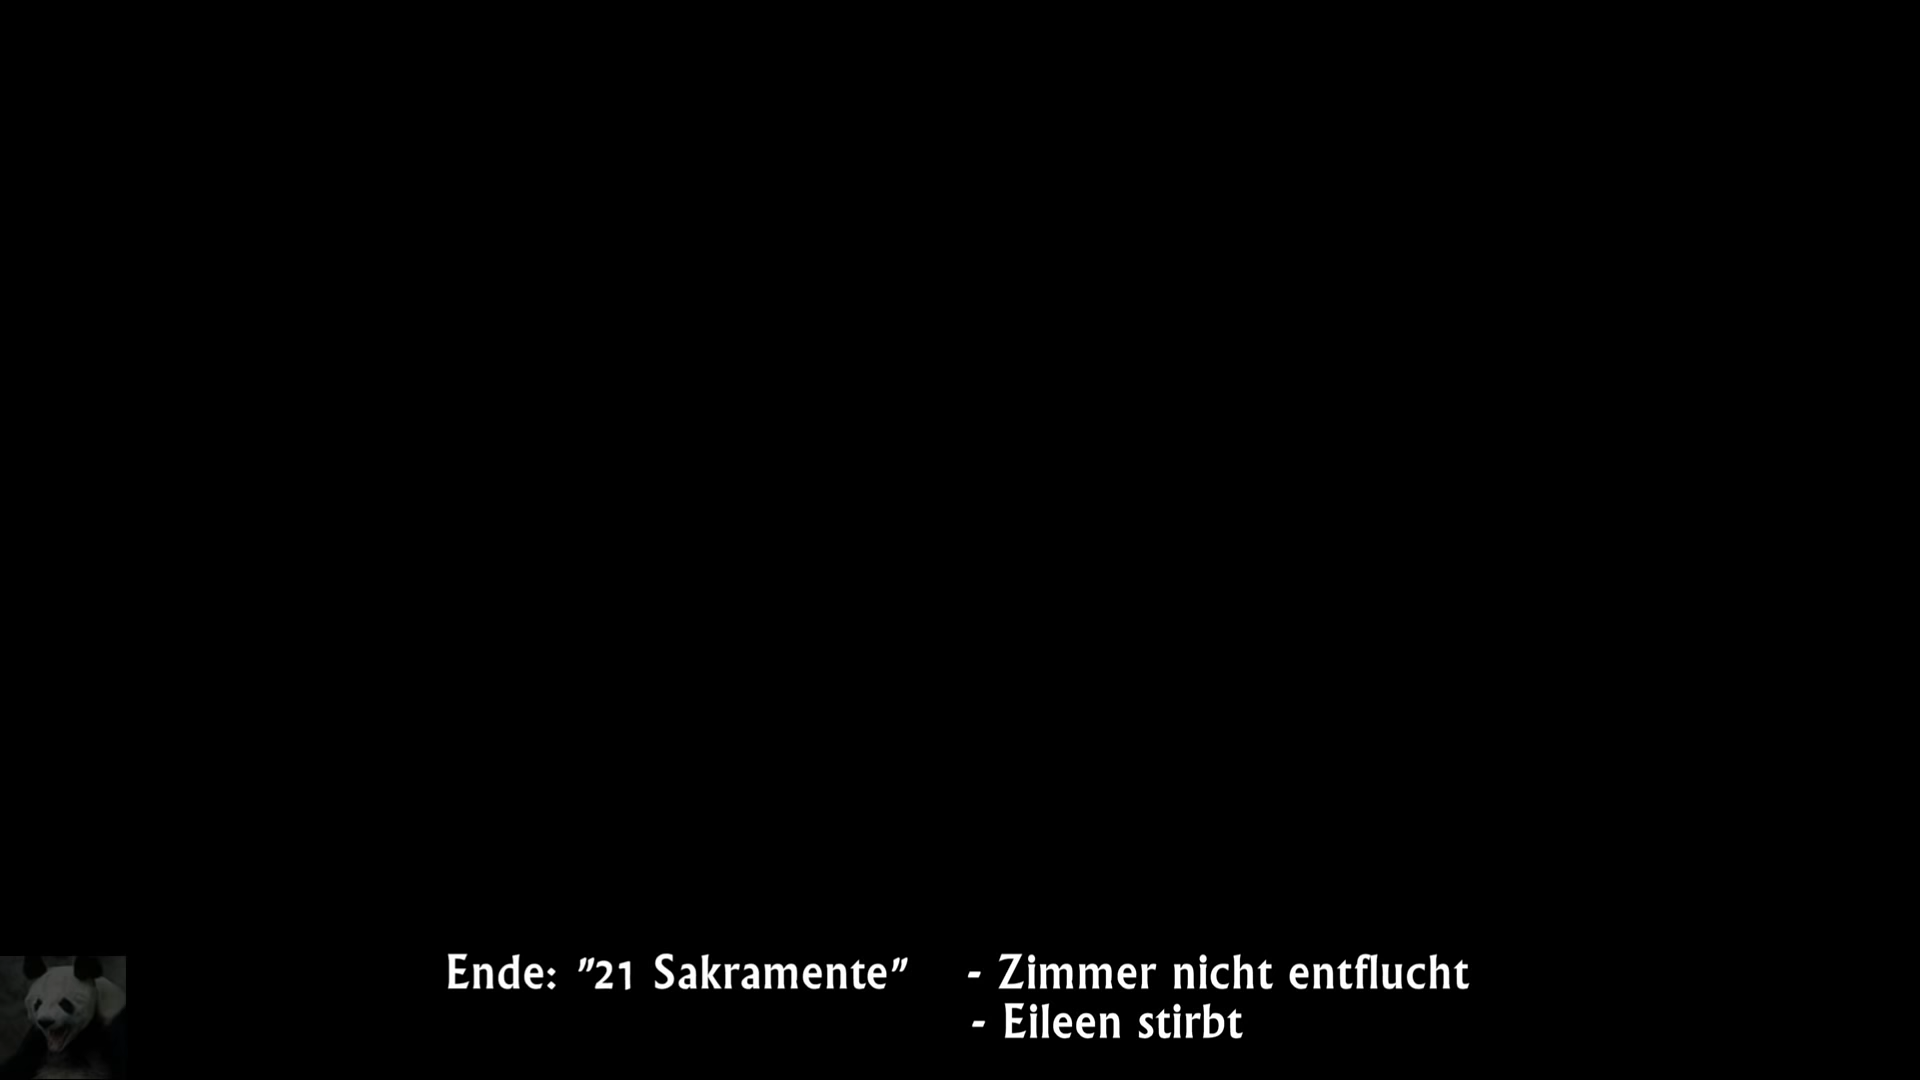 Ende: "21 Sakramente" - Zimmer nicht entflucht
- Eileen stirbt